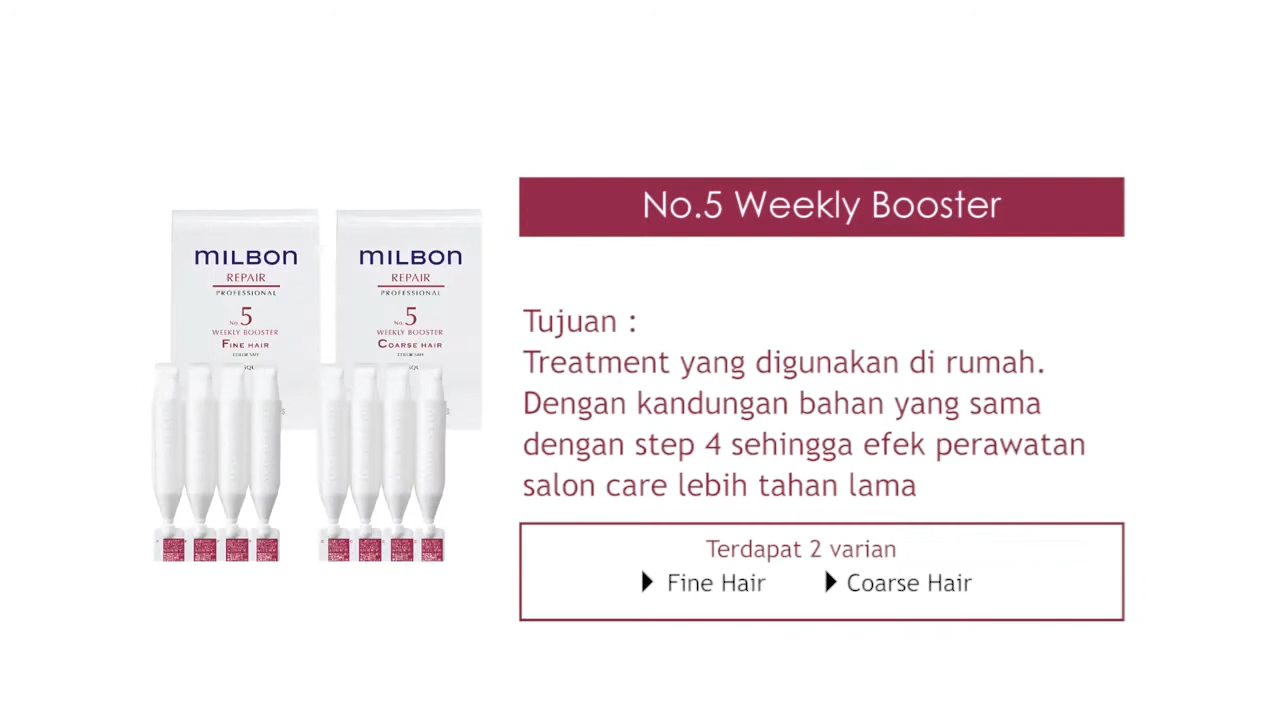 No.5 Weekly Booster
MILBON
REPAIR
PROFESSIONAL
No.5
WEEKLY BOOSTER
FINE HAIR
MILBON
REPAIR
PROFESSIONAL
No.5
WEEKLY BOOSTER
COARSE HAIR
Tujuan :
Treatment yang digunakan di rumah.
Dengan kandungan bahan yang sama
dengan step 4 sehingga efek perawatan
salon care lebih tahan lama
Terdapat 2 varian
Fine Hair
Coarse Hair